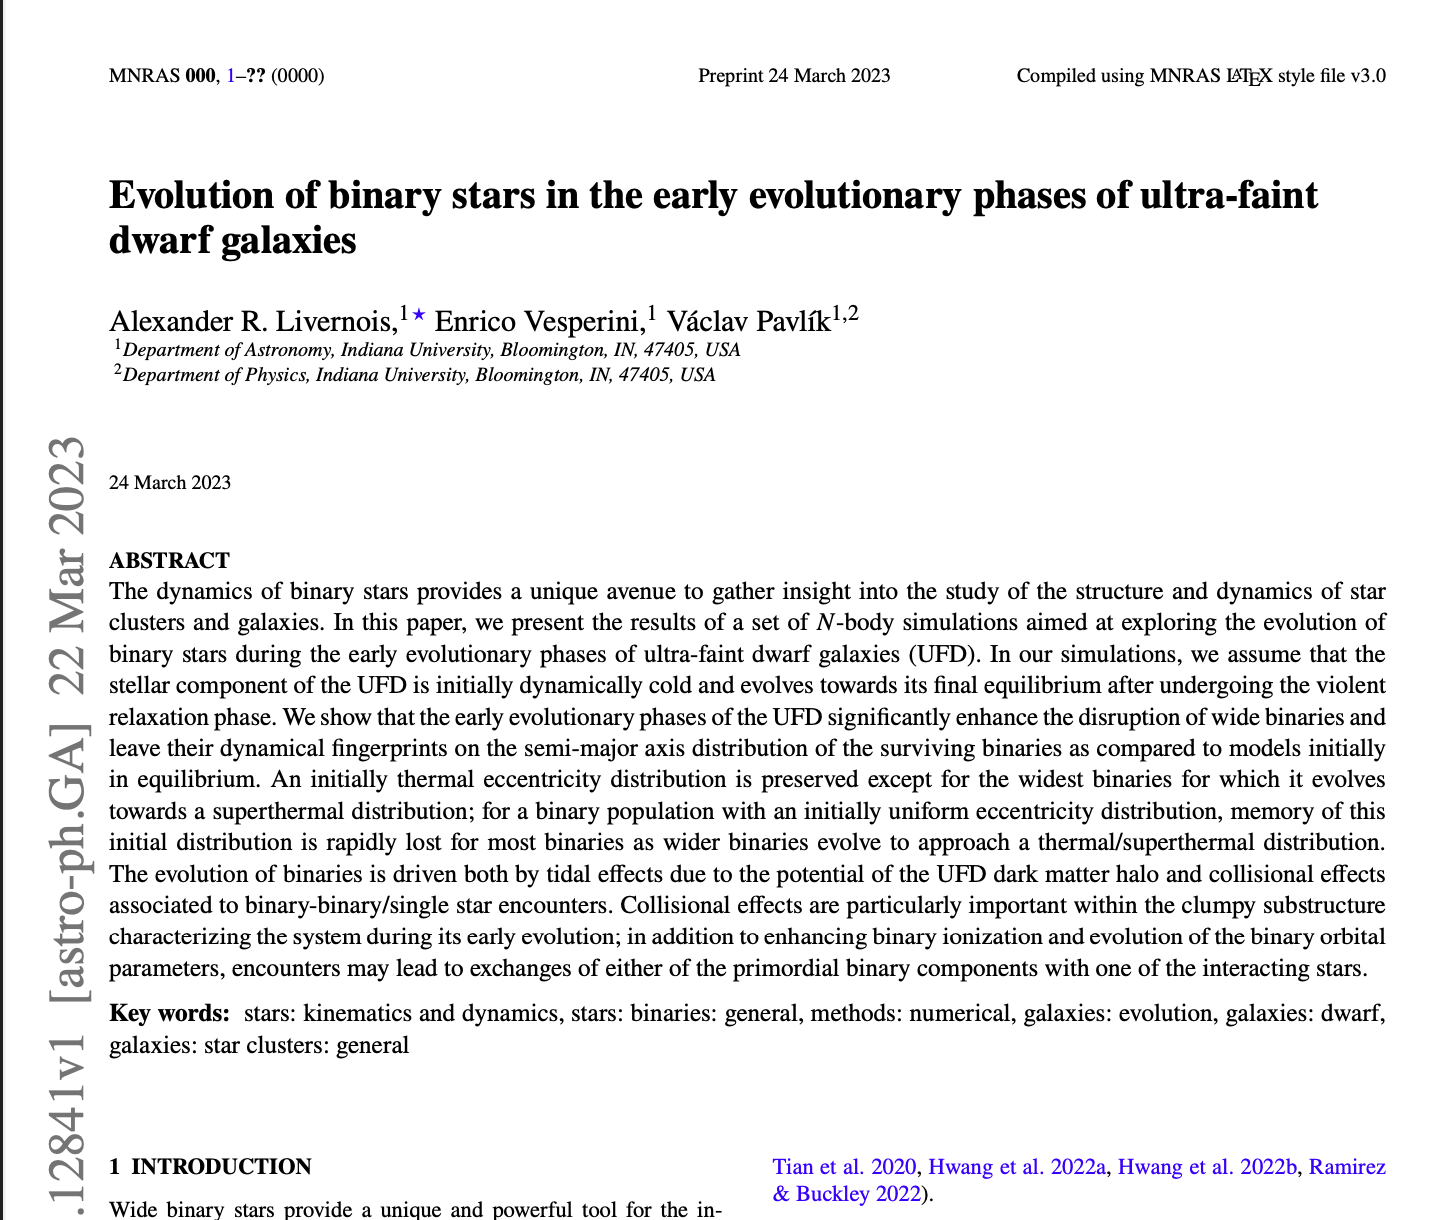 MNRAS 000, 1–?? (0000) Preprint 24 March 2023 Compiled using MNRAS LATEX style file v3.0
Evolution of binary stars in the early evolutionary phases of ultra-faint
dwarf galaxies
Alexander R. Livernois,1★ Enrico Vesperini,1 Václav Pavlík1,2
1Department of Astronomy, Indiana University, Bloomington, IN, 47405, USA
2Department of Physics, Indiana University, Bloomington, IN, 47405, USA
24 March 2023
ABSTRACT
The dynamics of binary stars provides a unique avenue to gather insight into the study of the structure and dynamics of star
clusters and galaxies. In this paper, we present the results of a set of N-body simulations aimed at exploring the evolution of
binary stars during the early evolutionary phases of ultra-faint dwarf galaxies (UFD). In our simulations, we assume that the
stellar component of the UFD is initially dynamically cold and evolves towards its final equilibrium after undergoing the violent
relaxation phase. We show that the early evolutionary phases of the UFD significantly enhance the disruption of wide binaries and
leave their dynamical fingerprints on the semi-major axis distribution of the surviving binaries as compared to models initially
in equilibrium. An initially thermal eccentricity distribution is preserved except for the widest binaries for which it evolves
towards a superthermal distribution; for a binary population with an initially uniform eccentricity distribution, memory of this
initial distribution is rapidly lost for most binaries as wider binaries evolve to approach a thermal/superthermal distribution.
The evolution of binaries is driven both by tidal effects due to the potential of the UFD dark matter halo and collisional effects
associated to binary-binary/single star encounters. Collisional effects are particularly important within the clumpy substructure
characterizing the system during its early evolution; in addition to enhancing binary ionization and evolution of the binary orbital
parameters, encounters may lead to exchanges of either of the primordial binary components with one of the interacting stars.
Key words: stars: kinematics and dynamics, stars: binaries: general, methods: numerical, galaxies: evolution, galaxies: dwarf,
galaxies: star clusters: general
1 INTRODUCTION
Wide binary stars provide a unique and powerful tool for the in-
Tian et al. 2020, Hwang et al. 2022a, Hwang et al. 2022b, Ramirez
& Buckley 2022).
.12841v1 [astro-ph.GA] 22 Mar 2023